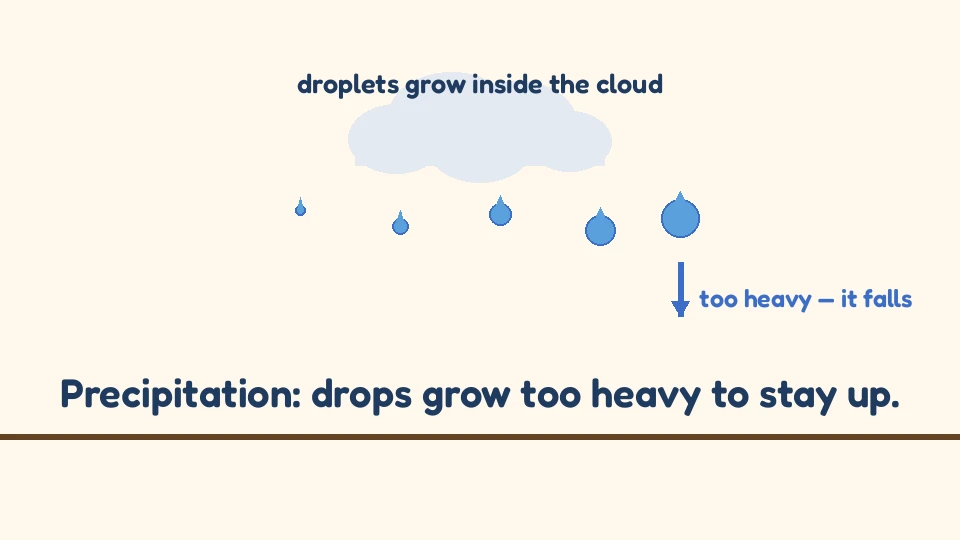 droplets grow inside the cloud
too heavy — it falls
Precipitation: drops grow too heavy to stay up.